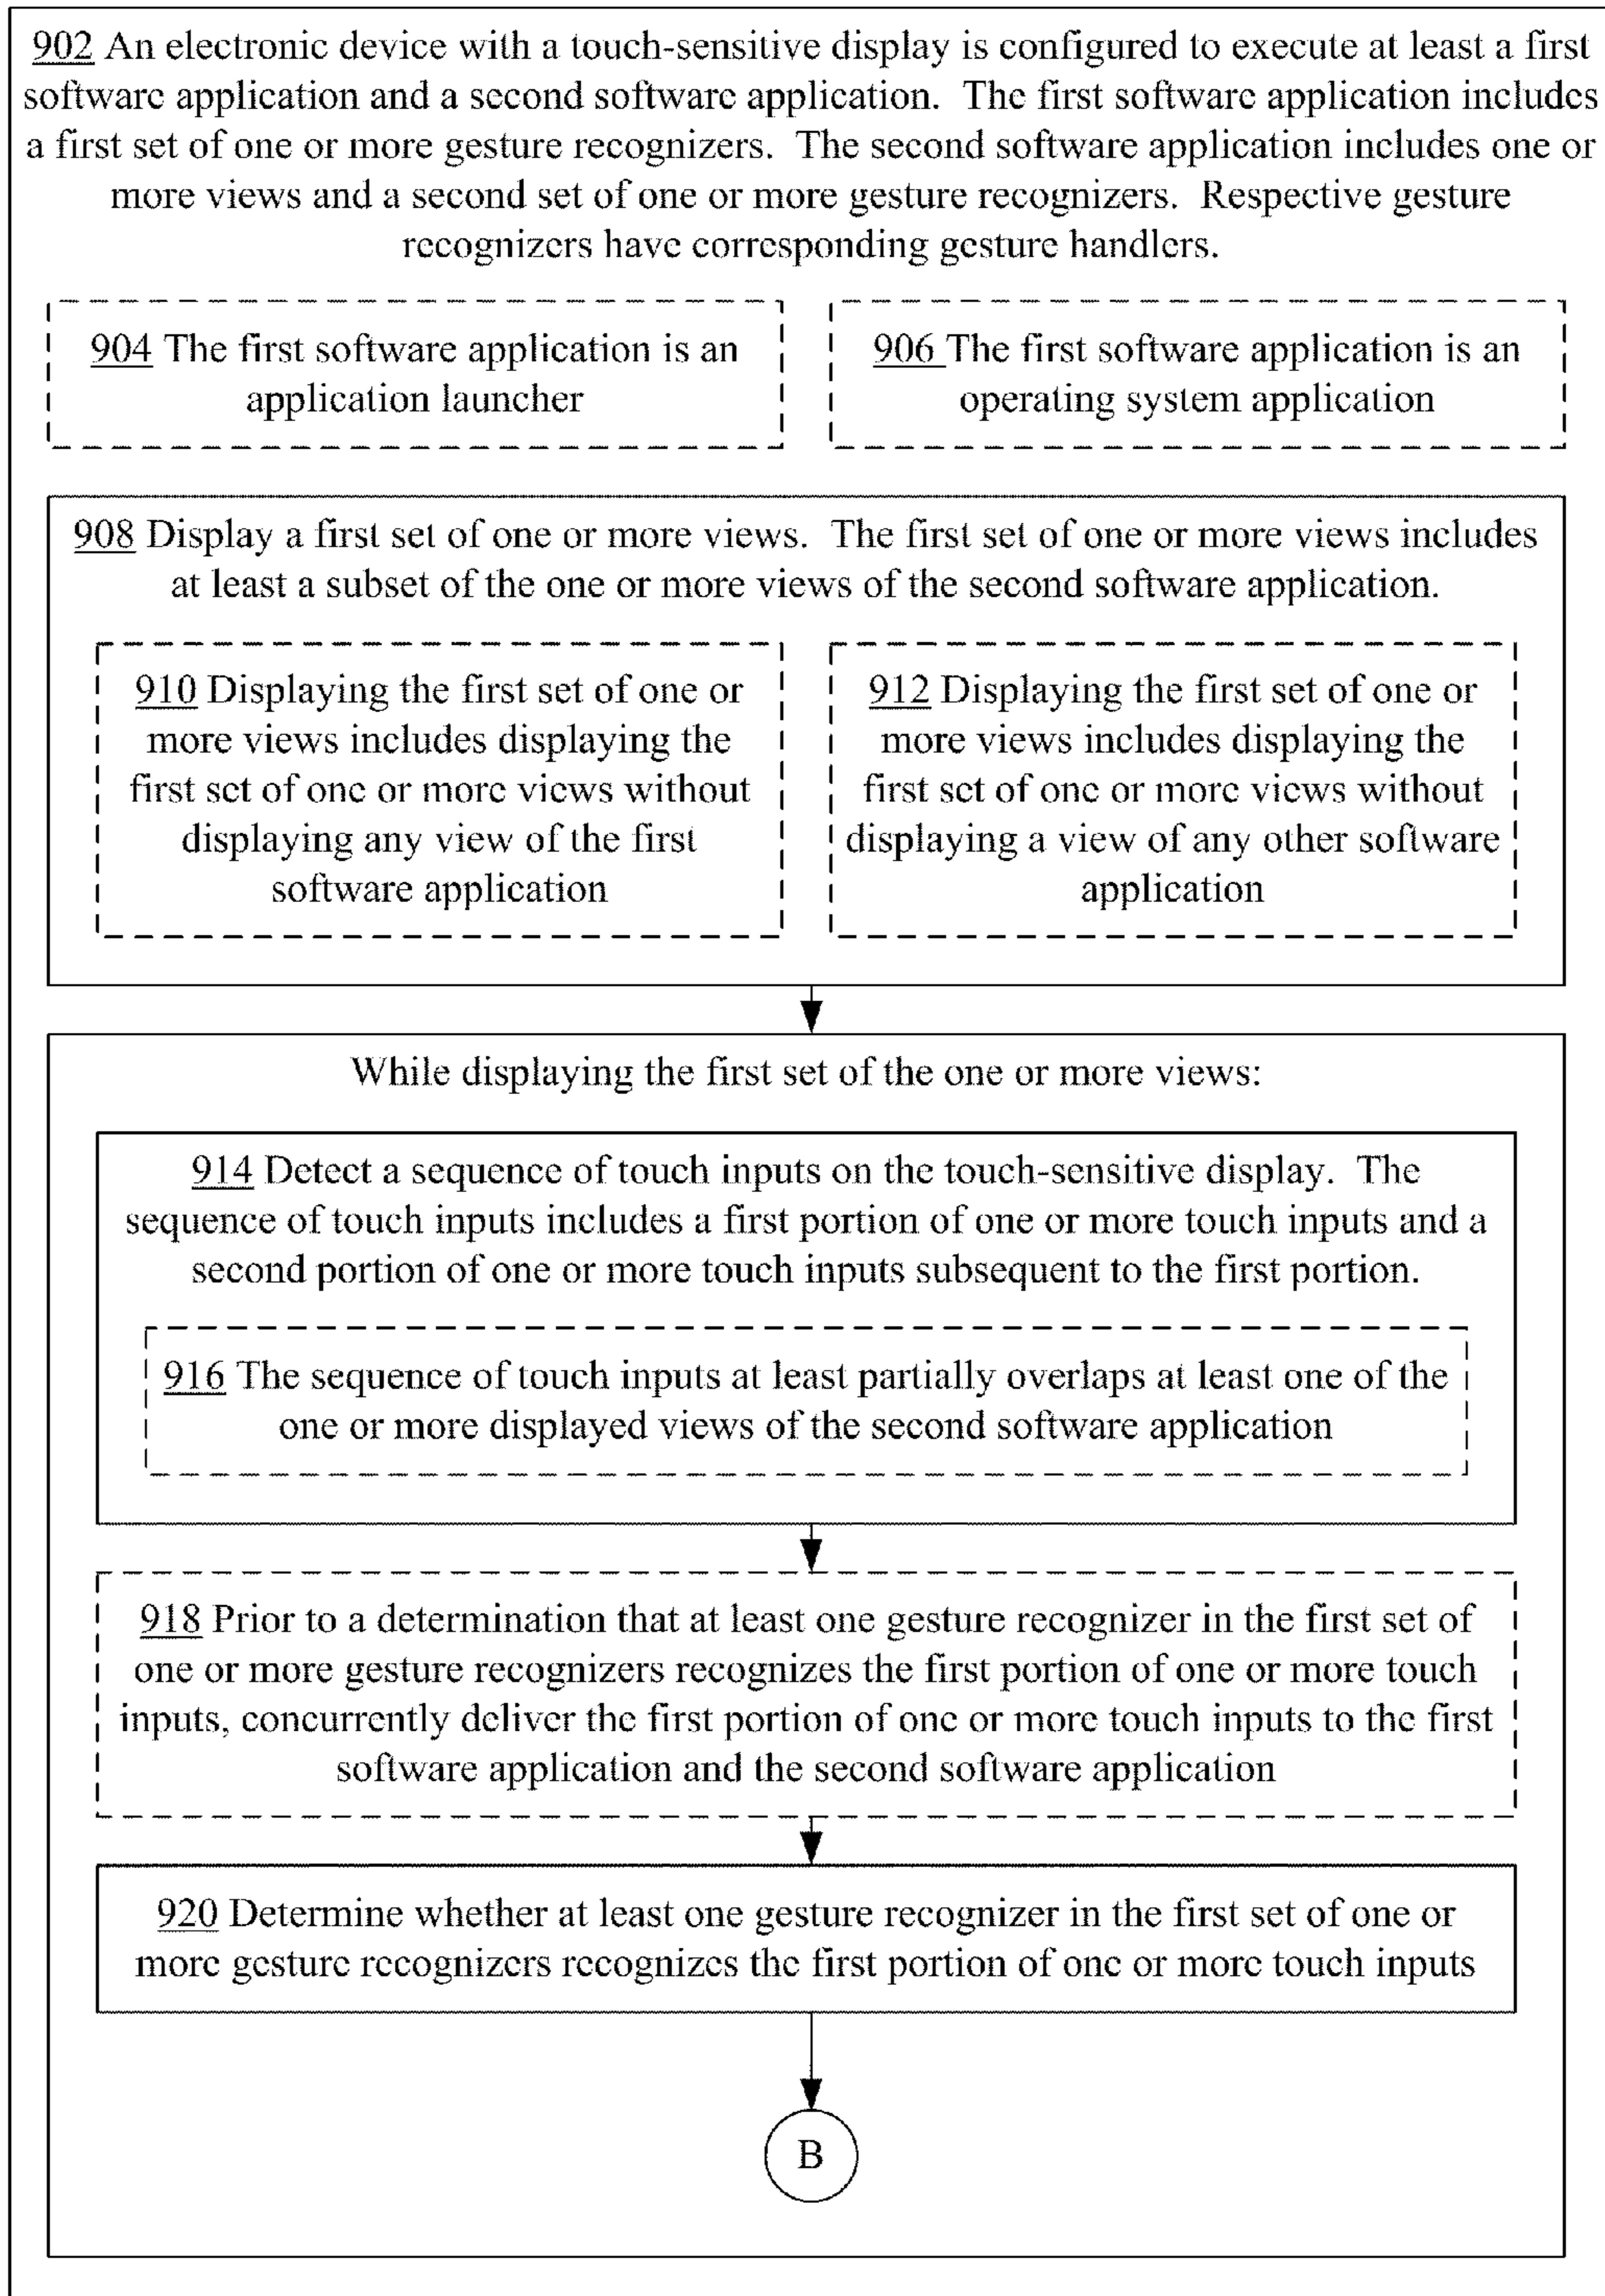 902 An electronic device with a touch-sensitive display is configured to execute at least a first
software application and a second software application. The first software application includes
a first set of one or more gesture recognizers. The second software application includes one or
more views and a second set of one or more gesture recognizers. Respective gesture
recognizers have corresponding gesture handlers.
904 The first software application is an
application launcher
906 The first software application is an
operating system application
908 Display a first set of one or more views. The first set of one or more views includes
at least a subset of the one or more views of the second software application.
910 Displaying the first set of one or
more views includes displaying the
first set of one or more views without
displaying any view of the first
software application
912 Displaying the first set of one or
more views includes displaying the
first set of one or more views without
displaying a view of any other software
application
While displaying the first set of the one or more views:
914 Detect a sequence of touch inputs on the touch-sensitive display. The
sequence of touch inputs includes a first portion of one or more touch inputs and a
second portion of one or more touch inputs subsequent to the first portion.
916 The sequence of touch inputs at least partially overlaps at least one of the
one or more displayed views of the second software application
918 Prior to a determination that at least one gesture recognizer in the first set of
one or more gesture recognizers recognizes the first portion of one or more touch
inputs, concurrently deliver the first portion of one or more touch inputs to the first
software application and the second software application
920 Determine whether at least one gesture recognizer in the first set of one or
more gesture recognizers recognizes the first portion of one or more touch inputs
B